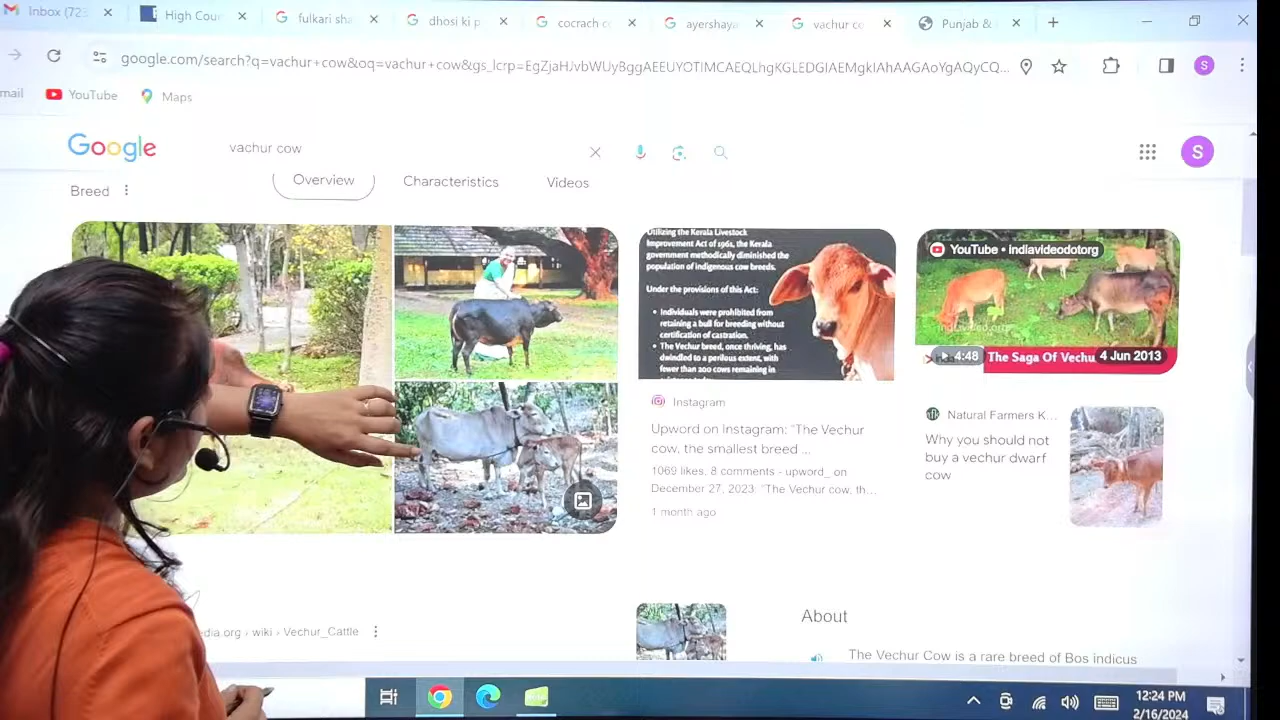 Inbox (723
High Cour
fulkari sha
dhosi ki p
cocrach c
ayershaya
vachur co
Punjab &
google.com/search?q=vachur+cow&oq=vachur+cow&gs_lcrp=
mail
YouTube
Maps
Google
vachur cow
S
S
Breed
Overview
Characteristics
Videos
Utilizing the Kerala Livestock
Improvement Act of 1961, the Kerala
government methodically diminished the
population of indigenous cow breeds.
Under the provisions of this Act:
• Individuals were prohibited from
retaining a bull for breeding without
certification of castration.
• The Vechur breed, once thriving, has
dwindled to a perilous extent, with
fewer than 200 cows remaining in
YouTube • indiavideodotorg
indiavideo.org
4:48
The Saga Of Vechu
4 Jun 2013
Instagram
Upword on Instagram: "The Vechur
cow, the smallest breed ...
1069 likes, 8 comments - upword_ on
December 27, 2023: "The Vechur cow, th...
1 month ago
Natural Farmers K...
Why you should not
buy a vechur dwarf
cow
edia.org › wiki › Vechur_Cattle
About
The Vechur Cow is a rare breed of Bos indicus
12:24 PM
2/16/2024